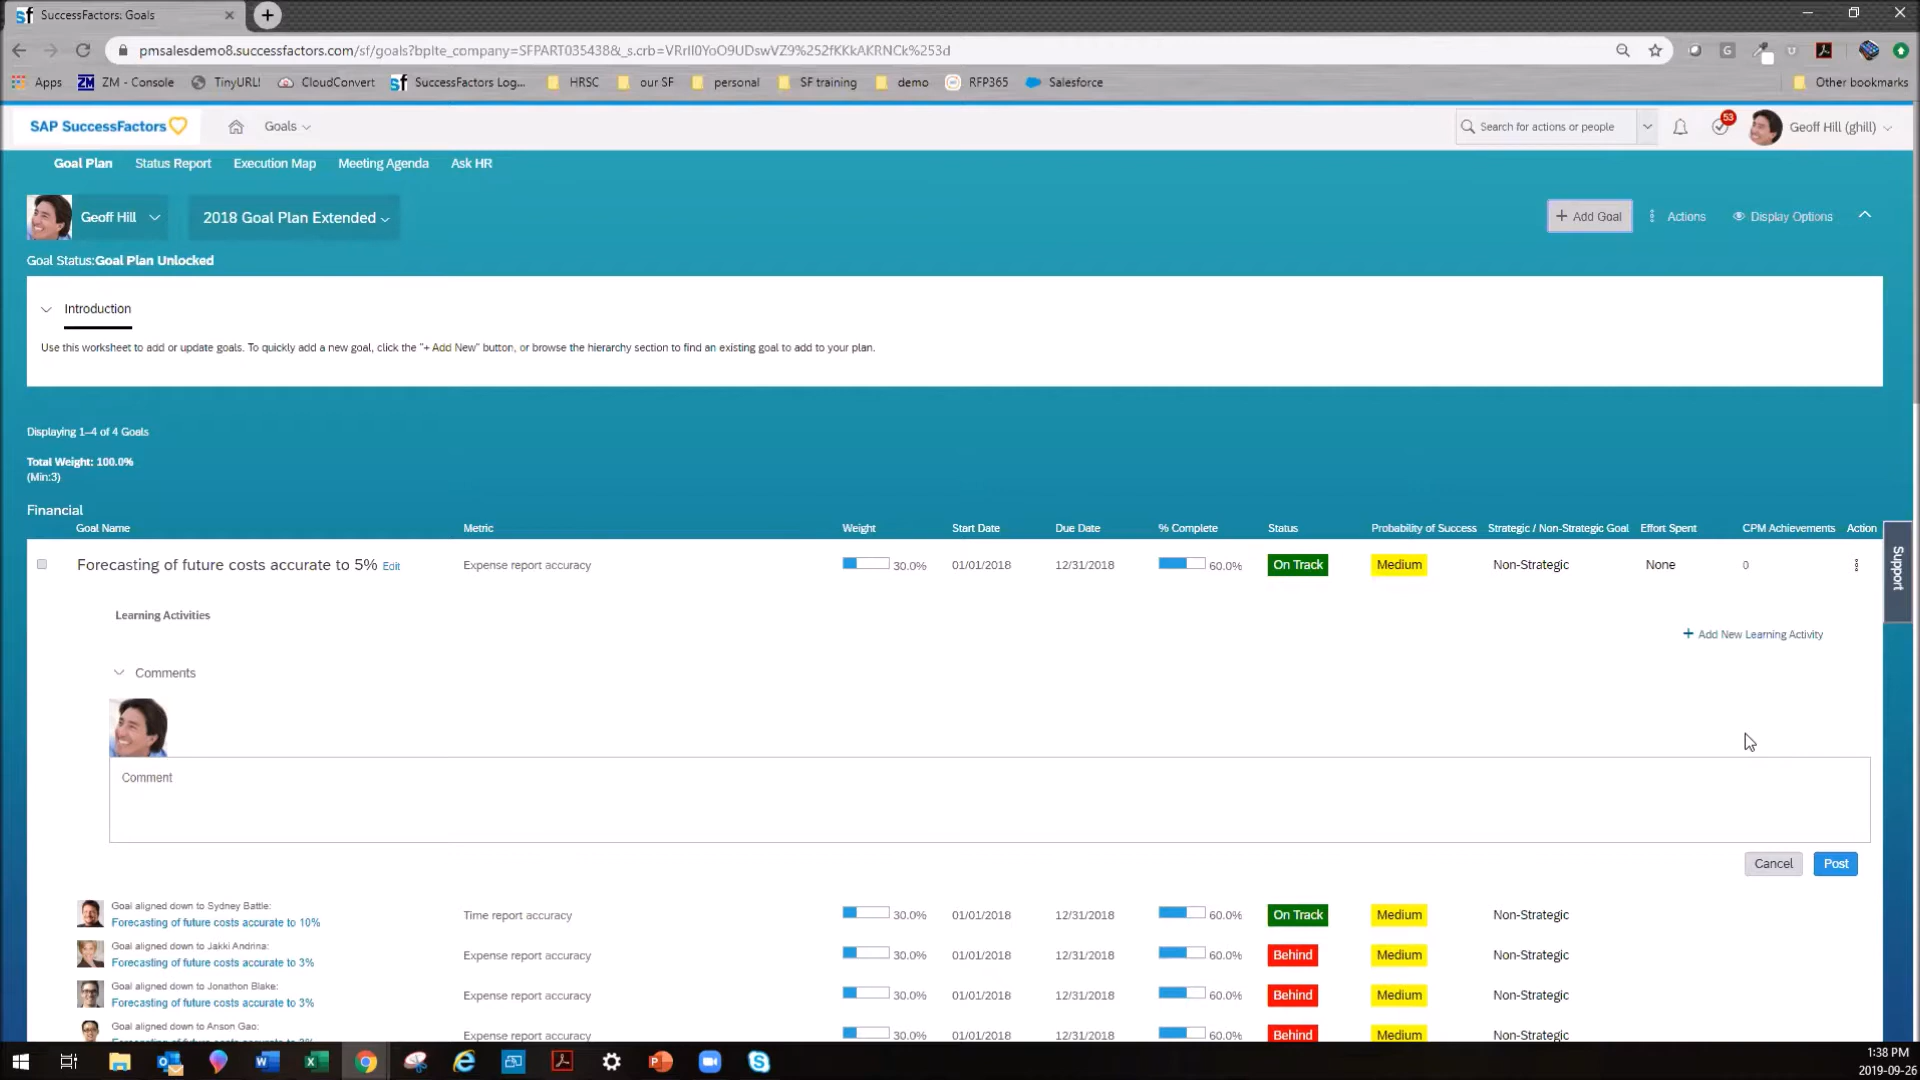 SuccessFactors: Goals
pmsalesdemo8.successfactors.com/sf/goals?bplte_company=SFPART035438&_s.crb=VRrIl0YoO9UDswVZ9%252fKKkAKRNCk%253d
Apps ZM - Console TinyURL! CloudConvert SuccessFactors Log... HRSC our SF personal SF training demo RFP365 Salesforce Other bookmarks
SAP SuccessFactors Goals Search for actions or people 53 Geoff Hill (ghill)
Goal Plan Status Report Execution Map Meeting Agenda Ask HR
Geoff Hill 2018 Goal Plan Extended + Add Goal Actions Display Options
Goal Status:Goal Plan Unlocked
Introduction
Use this worksheet to add or update goals. To quickly add a new goal, click the "+ Add New" button, or browse the hierarchy section to find an existing goal to add to your plan.
Displaying 1–4 of 4 Goals
Total Weight: 100.0%
(Min:3)
Financial
Goal Name Metric Weight Start Date Due Date % Complete Status Probability of Success Strategic / Non-Strategic Goal Effort Spent CPM Achievements Action
Forecasting of future costs accurate to 5% Edit Expense report accuracy 30.0% 01/01/2018 12/31/2018 60.0% On Track Medium Non-Strategic None 0
Support
Learning Activities
+ Add New Learning Activity
Comments
Comment
Cancel Post
Goal aligned down to Sydney Battle:
Forecasting of future costs accurate to 10% Time report accuracy 30.0% 01/01/2018 12/31/2018 60.0% On Track Medium Non-Strategic
Goal aligned down to Jakki Andrina:
Forecasting of future costs accurate to 3% Expense report accuracy 30.0% 01/01/2018 12/31/2018 60.0% Behind Medium Non-Strategic
Goal aligned down to Jonathon Blake:
Forecasting of future costs accurate to 3% Expense report accuracy 30.0% 01/01/2018 12/31/2018 60.0% Behind Medium Non-Strategic
Goal aligned down to Anson Gao:
Expense report accuracy 30.0% 01/01/2018 12/31/2018 60.0% Behind Medium Non-Strategic
1:38 PM
2019-09-26